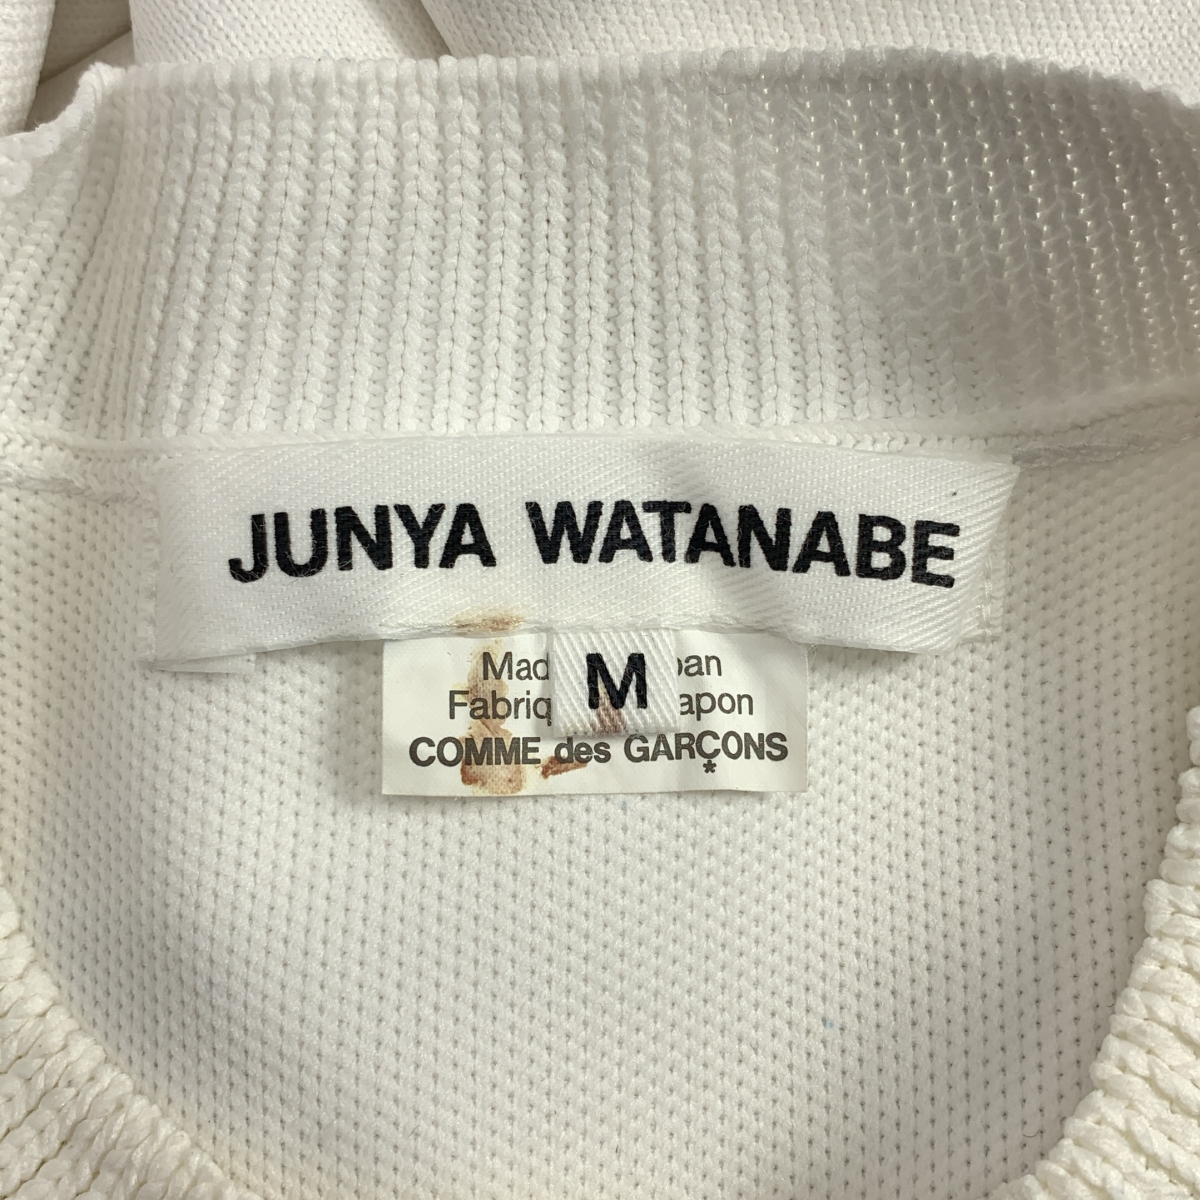 JUNYA WATANABE
M
Mad pan
Fabriq apon
COMME des GARÇONS
*